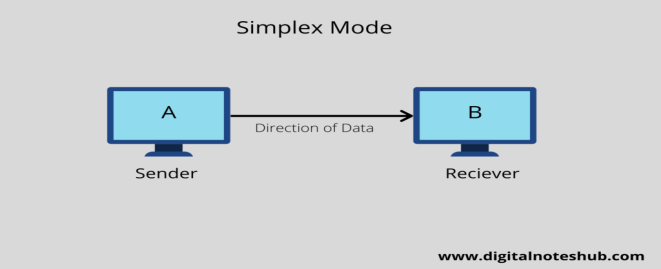 Simplex Mode
A
B
Direction of Data
Sender
Reciever
www.digitalnoteshub.com